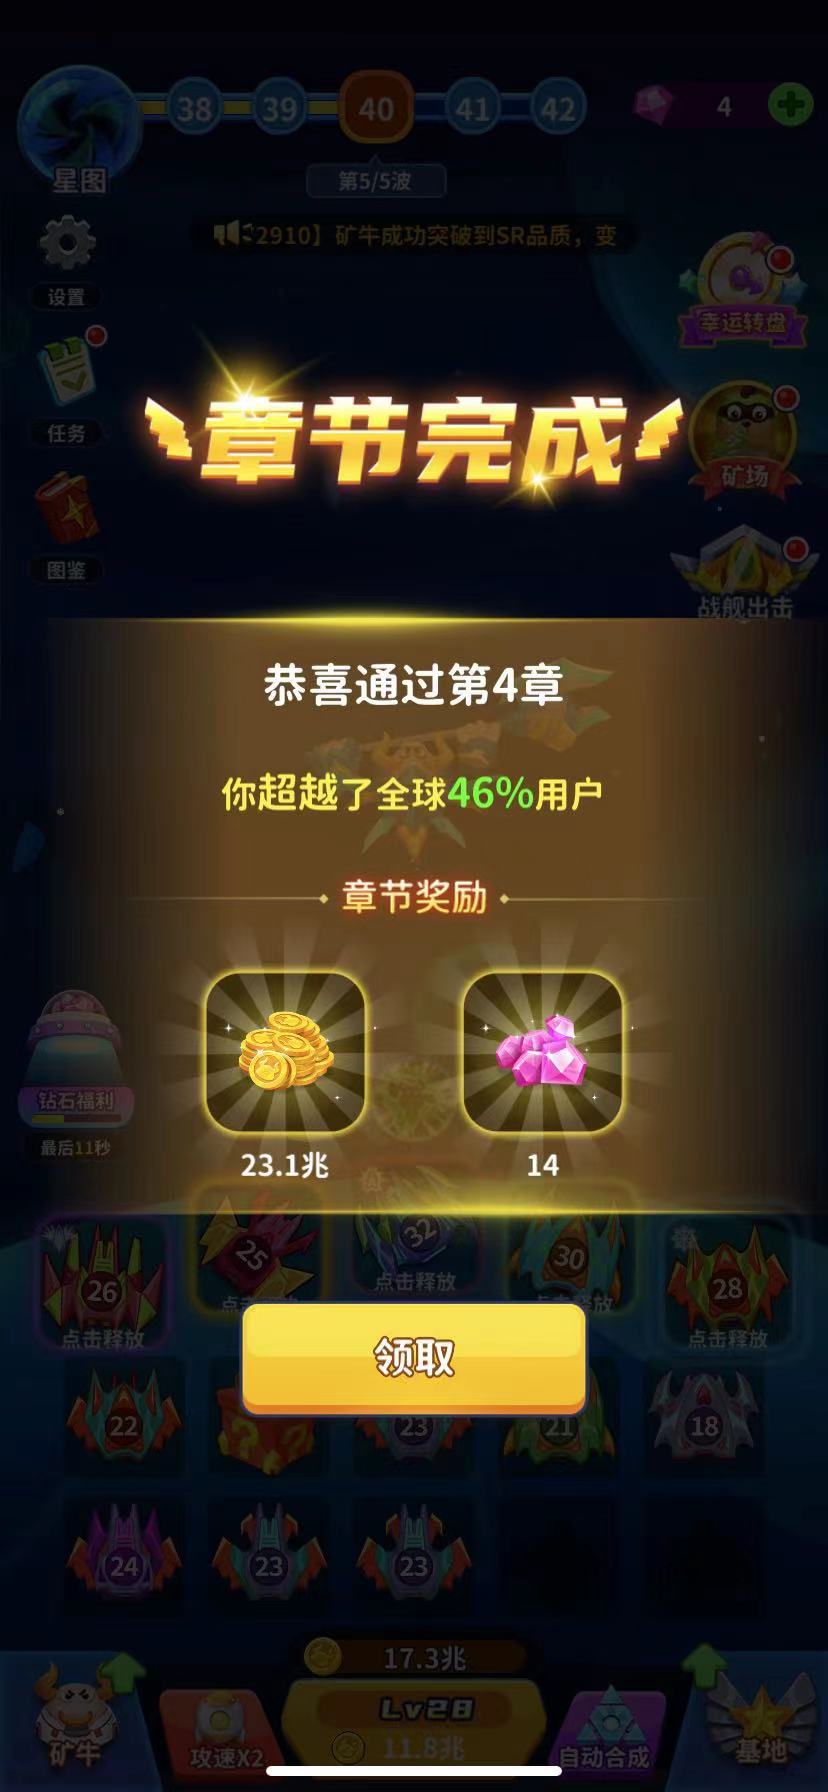 38 39 40 41 42
4
星图
第5/5波
2910】矿牛成功突破到SR品质，变
设置
幸运转盘
任务
章节完成
矿场
图鉴
战舰出击
恭喜通过第4章
你超越了全球46%用户
章节奖励
钻石福利
最后11秒
23.1兆
14
26
25
32
30
28
点击释放
点击释放
点击释放
领取
22
23
21
18
24
23
23
17.3兆
Lv28
11.8兆
矿牛
攻速X2
自动合成
基地